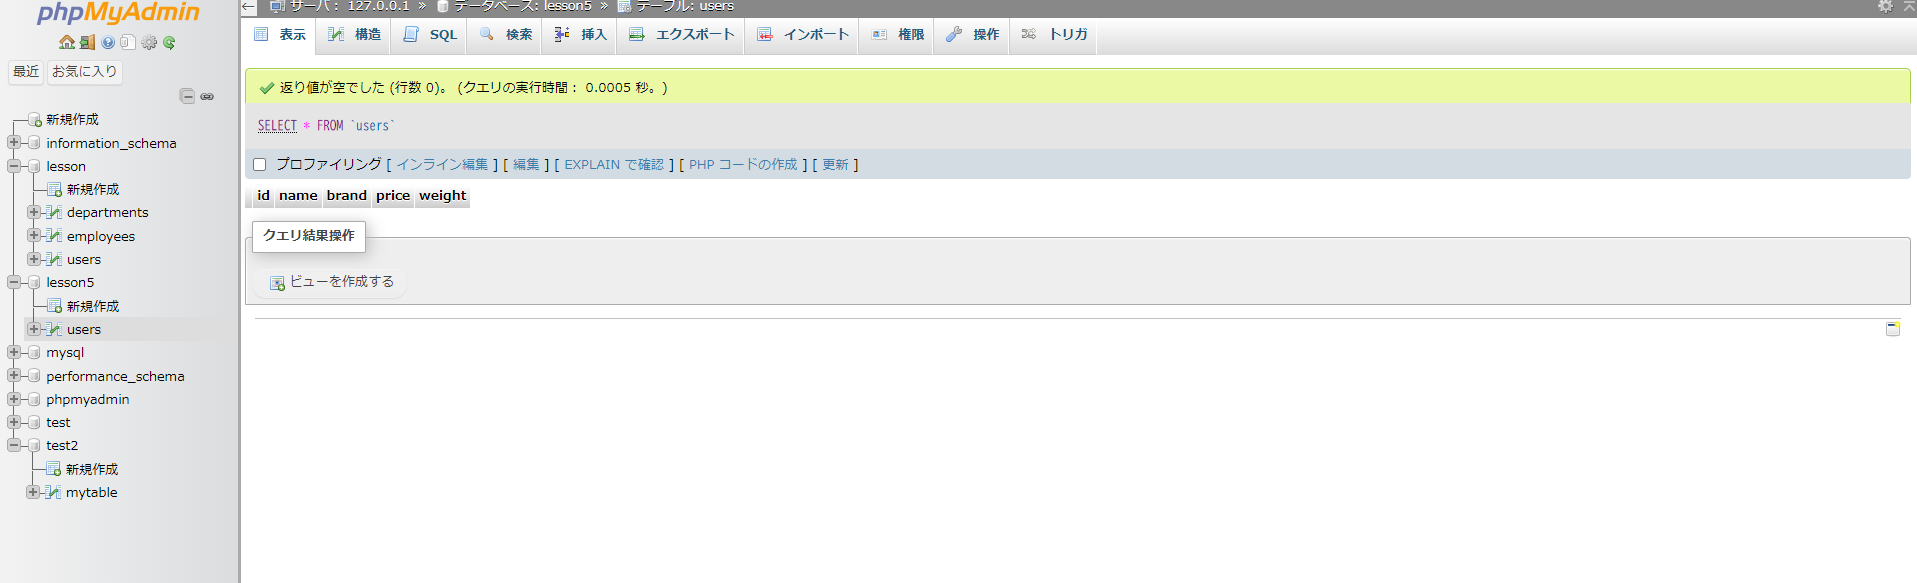 phpMyAdmin
最近 お気に入り
新規作成
information_schema
lesson
新規作成
departments
employees
users
lesson5
新規作成
users
mysql
performance_schema
phpmyadmin
test
test2
新規作成
mytable
サーバ: 127.0.0.1 » データベース: lesson5 » テーブル: users
表示 構造 SQL 検索 挿入 エクスポート インポート 権限 操作 トリガ
返り値が空でした (行数 0)。 (クエリの実行時間: 0.0005 秒。)
SELECT * FROM `users`
プロファイリング [ インライン編集 ] [ 編集 ] [ EXPLAIN で確認 ] [ PHP コードの作成 ] [ 更新 ]
id name brand price weight
クエリ結果操作
ビューを作成する